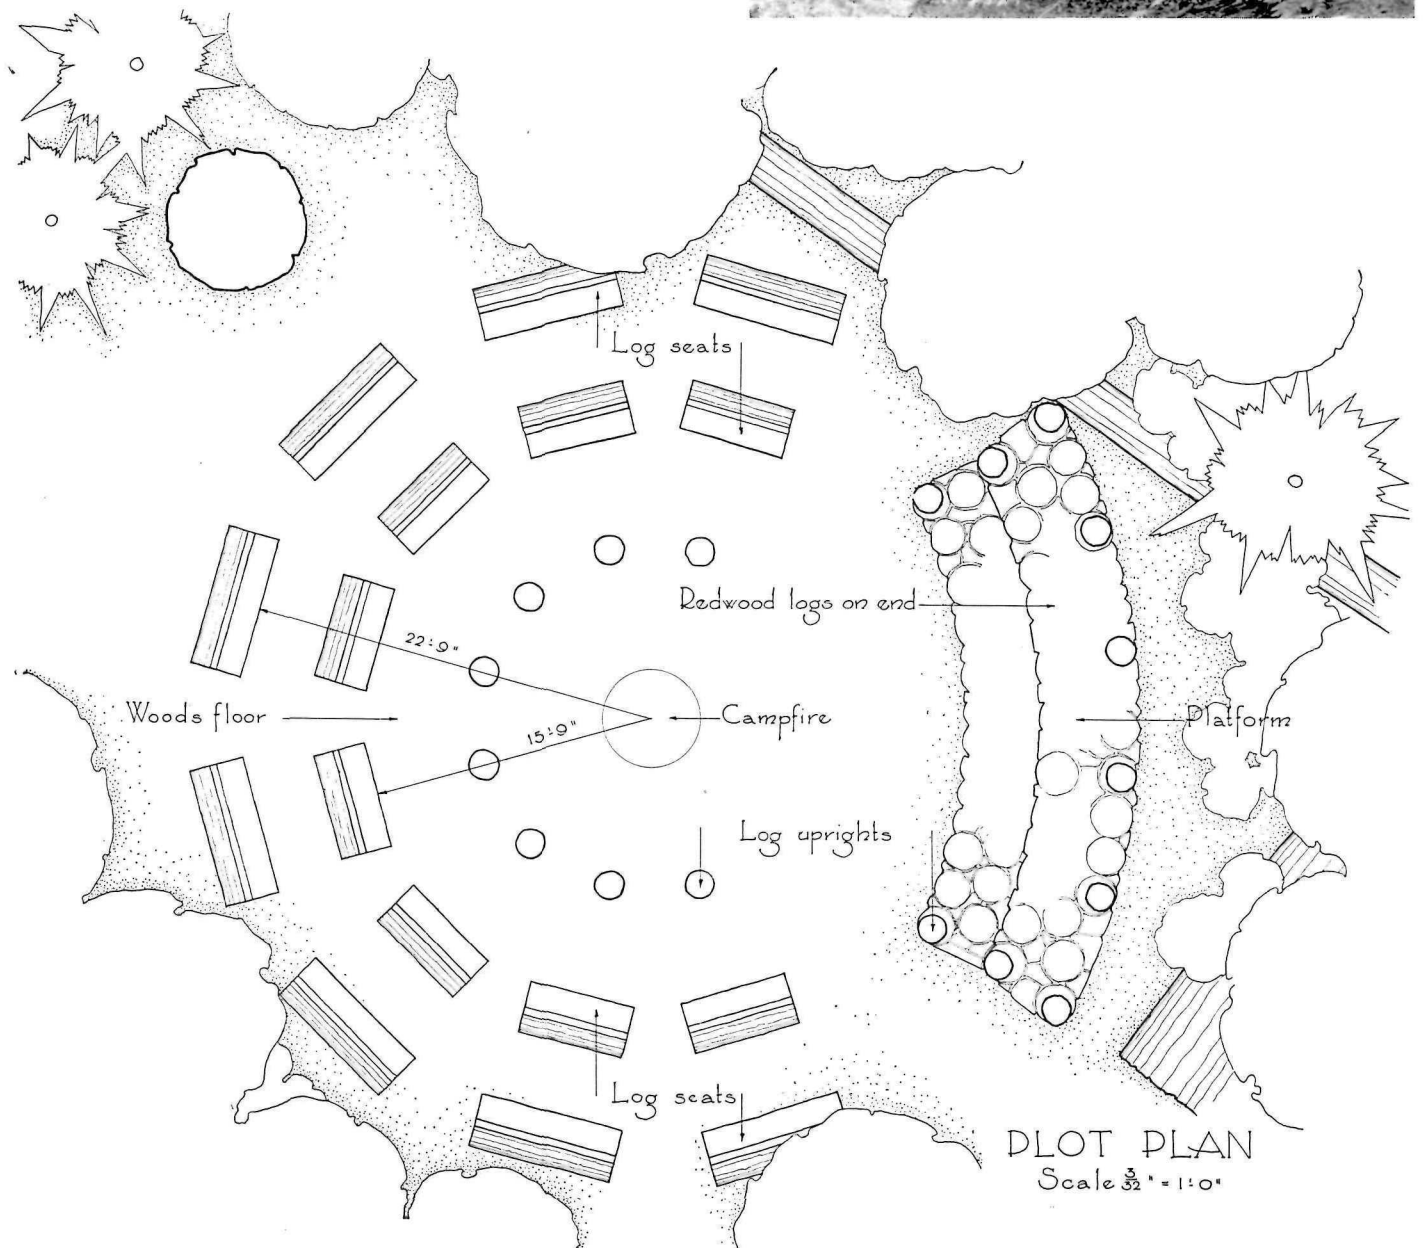 Log seats
Redwood logs on end
22'-9"
Woods floor
Campfire
Platform
15'-9"
Log uprights
Log seats
PLOT PLAN
Scale 3/32" = 1'-0"